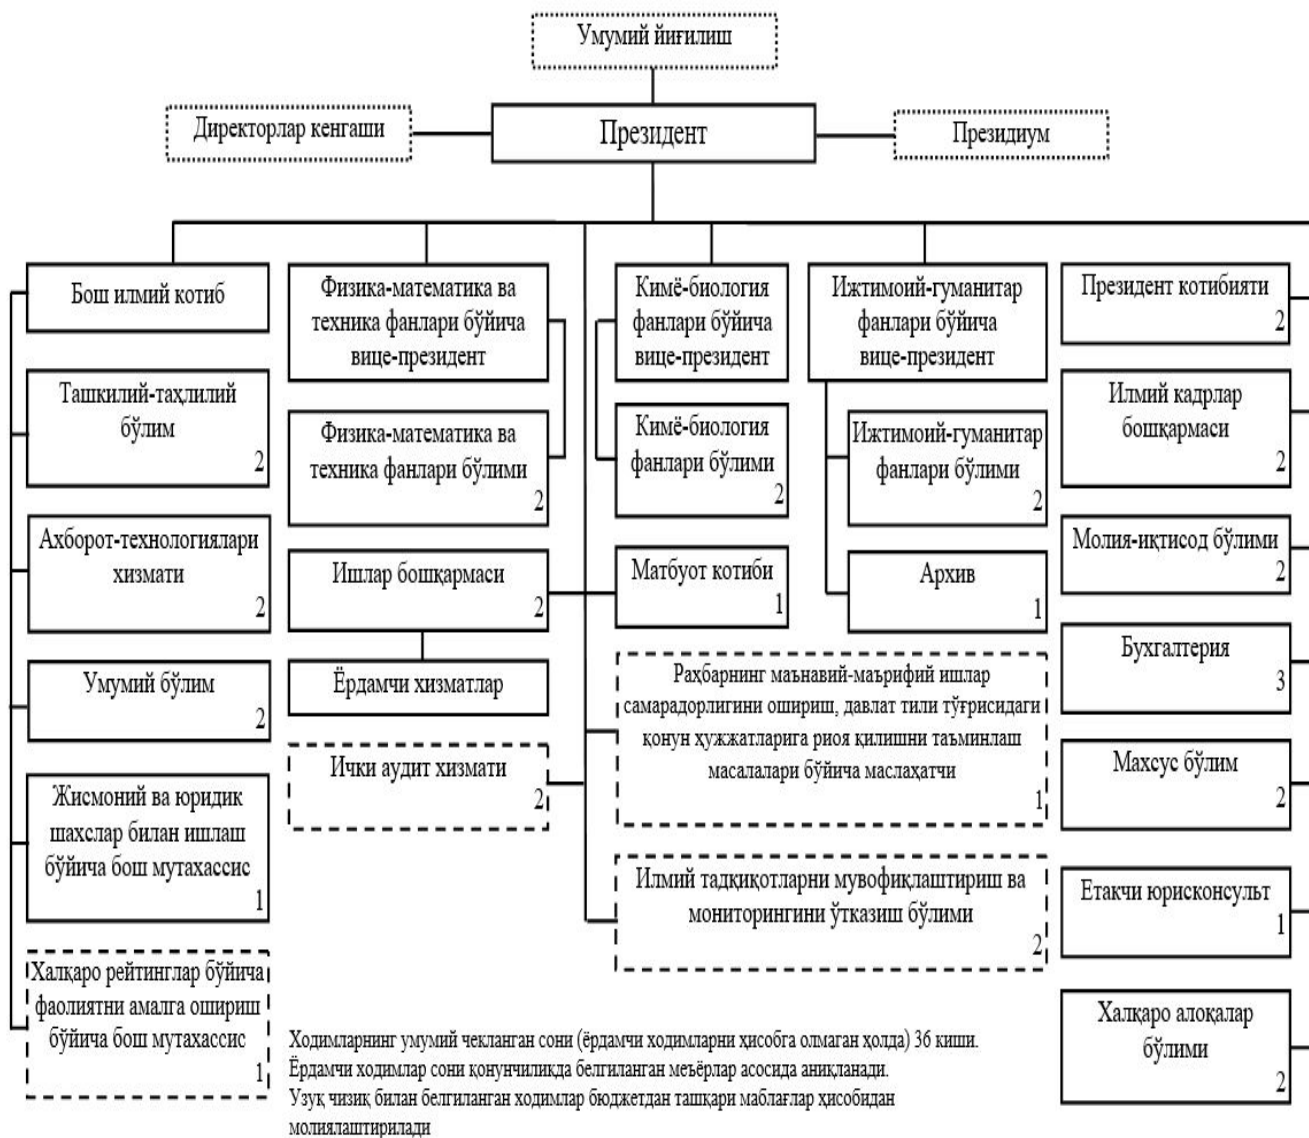 Умумий йиғилиш
Директорлар кенгаши
Президент
Президиум
Бош илмий котиб
Ташкилий-таҳлилий
бўлим
2
Ахборот-технологиялари
хизмати
2
Умумий бўлим
2
Жисмоний ва юридик
шахслар билан ишлаш
бўйича бош мутахассис
1
Халқаро рейтинглар бўйича
фаолиятни амалга ошириш
бўйича бош мутахассис
1
Физика-математика ва
техника фанлари бўйича
вице-президент
Физика-математика ва
техника фанлари бўлими
2
Ишлар бошқармаси
2
Ёрдамчи хизматлар
Ички аудит хизмати
2
Кимё-биология
фанлари бўйича
вице-президент
Кимё-биология
фанлари бўлими
2
Матбуот котиби
1
Ижтимоий-гуманитар
фанлари бўйича
вице-президент
Ижтимоий-гуманитар
фанлари бўлими
2
Архив
1
Раҳбарнинг маънавий-маърифий ишлар
самарадорлигини ошириш, давлат тили тўғрисидаги
қонун ҳужжатларига риоя қилишни таъминлаш
масалалари бўйича маслаҳатчи
1
Илмий тадқиқотларни мувофиқлаштириш ва
мониторингини ўтказиш бўлими
2
Президент котибияти
2
Илмий кадрлар
бошқармаси
2
Молия-иқтисод бўлими
2
Бухгалтерия
3
Махсус бўлим
2
Етакчи юрисконсульт
1
Халқаро алоқалар
бўлими
2
Ходимларнинг умумий чекланган сони (ёрдамчи ходимларни ҳисобга олмаган ҳолда) 36 киши.
Ёрдамчи ходимлар сони қонунчиликда белгиланган меъёрлар асосида аниқланади.
Узуқ чизиқ билан белгиланган ходимлар бюджетдан ташқари маблағлар ҳисобидан
молиялаштирилади